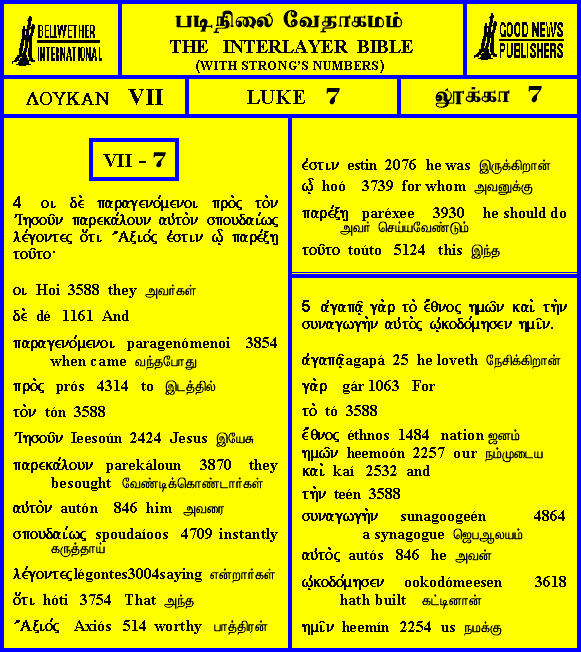 BELLWETHER
INTERNATIONAL
படிநிலை வேதாகமம்
THE INTERLAYER BIBLE
(WITH STRONG'S NUMBERS)
GOOD NEWS
PUBLISHERS
ΛΟΥΚΑΝ VII
LUKE 7
லூக்கா 7
VII - 7
4 οι δὲ παραγενόμενοι πρὸς τὸν
Ἰησοῦν παρεκάλουν αὐτὸν σπουδαίως
λέγοντες ὅτι Ἄξιός ἐστιν ᾧ παρέξῃ
τοῦτο·
οι Hoi 3588 they அவர்கள்
δὲ dé 1161 And
παραγενόμενοι paragenómenoi 3854
when came வந்தபோது
πρὸς prós 4314 to இடத்தில்
τὸν tón 3588
Ἰησοῦν Ieesoún 2424 Jesus இயேசு
παρεκάλουν parekáloun 3870 they
besought வேண்டிக்கொண்டார்கள்
αὐτὸν autón 846 him அவரை
σπουδαίως spoudaíoos 4709 instantly
கருத்தாய்
λέγοντες légontes3004saying என்றார்கள்
ὅτι hóti 3754 That அந்த
Ἄξιός Axiós 514 worthy பாத்திரன்
ἐστιν estin 2076 he was இருக்கிறான்
ᾧ hoó 3739 for whom அவனுக்கு
παρέξῃ paréxee 3930 he should do
அவர் செய்யவேண்டும்
τοῦτο toúto 5124 this இந்த
5 ἀγαπᾷ γὰρ τὸ ἔθνος ημῶν καὶ τὴν
συναγωγὴν αὐτὸς ᾠκοδόμησεν ημῖν.
ἀγαπᾷ agapá 25 he loveth நேசிக்கிறான்
γὰρ gár 1063 For
τὸ tó 3588
ἔθνος éthnos 1484 nation ஜனம்
ημῶν heemoón 2257 our நம்முடைய
καὶ kaí 2532 and
τὴν teén 3588
συναγωγὴν sunagoogeén 4864
a synagogue ஜெபஆலயம்
αὐτὸς autós 846 he அவன்
ᾠκοδόμησεν ookodómeesen 3618
hath built கட்டினான்
ημῖν heemín 2254 us நமக்கு